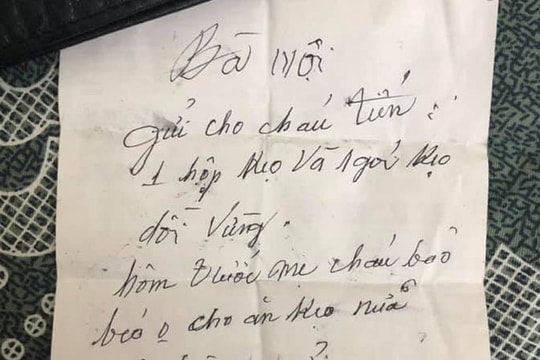 Bà Nội
gửi cho cháu Tiến:
1 hộp kẹo và 1 gói kẹo
dồi vừng.
hôm trước mẹ cháu bảo
béo o cho ăn kẹo nữa